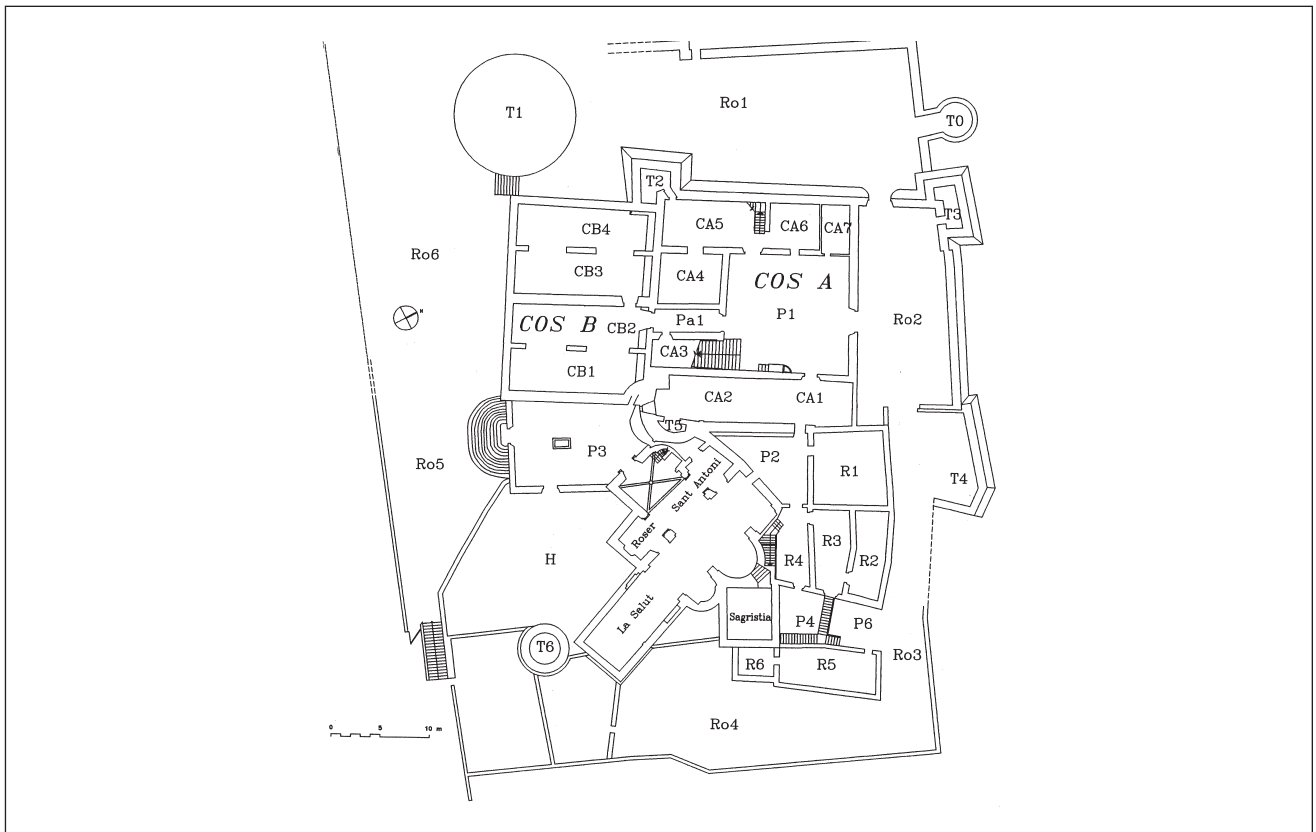 Ro1
T1
T0
T2
T3
CA5
CA6
CA7
CB4
Ro6
CB3
CA4
COS A
P1
Ro2
N
COS B
CB2
Pa1
CA3
CB1
CA2
CA1
T5
P3
P2
Ro5
R1
T4
Sant Antoni
Roser
H
R3
R4
R2
La Salut
Sagristia
P4
P6
T6
R6
R5
Ro3
Ro4
0 5 10 m